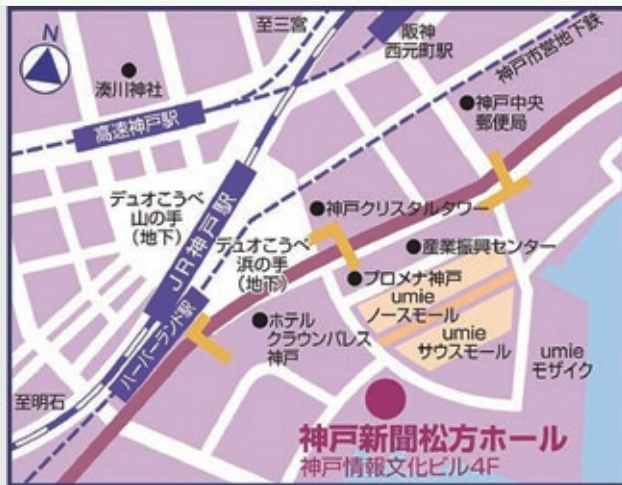 N
至三宮
阪神
西元町駅
神戸市営地下鉄
湊川神社
高速神戸駅
神戸中央
郵便局
デュオこうべ
山の手
(地下)
JR神戸駅
神戸クリスタルタワー
デュオこうべ
浜の手
(地下)
産業振興センター
プロメナ神戸
umie
ノースモール
umie
サウスモール
umie
モザイク
ハーバーランド駅
ホテル
クラウンパレス
神戸
至明石
神戸新聞松方ホール
神戸情報文化ビル4F